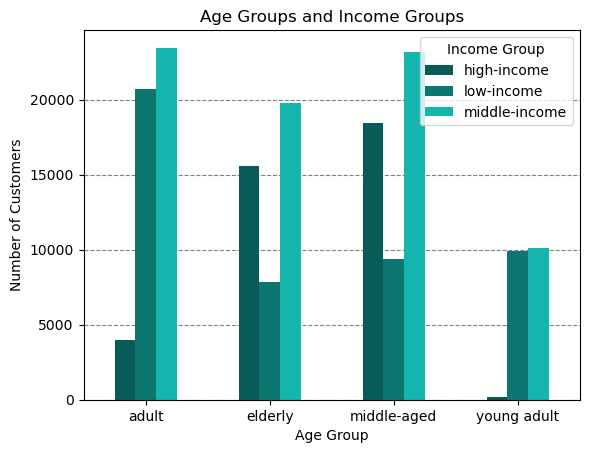 Age Groups and Income Groups
Income Group
high-income
low-income
middle-income
20000
15000
10000
5000
0
Number of Customers
adult
elderly
middle-aged
young adult
Age Group